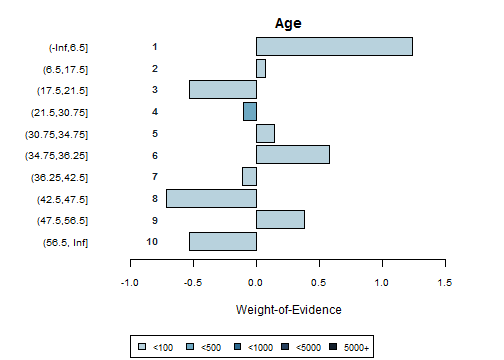 Age
(-Inf,6.5] 1
(6.5,17.5] 2
(17.5,21.5] 3
(21.5,30.75] 4
(30.75,34.75] 5
(34.75,36.25] 6
(36.25,42.5] 7
(42.5,47.5] 8
(47.5,56.5] 9
(56.5, Inf] 10
-1.0 -0.5 0.0 0.5 1.0 1.5
Weight-of-Evidence
<100 <500 <1000 <5000 5000+